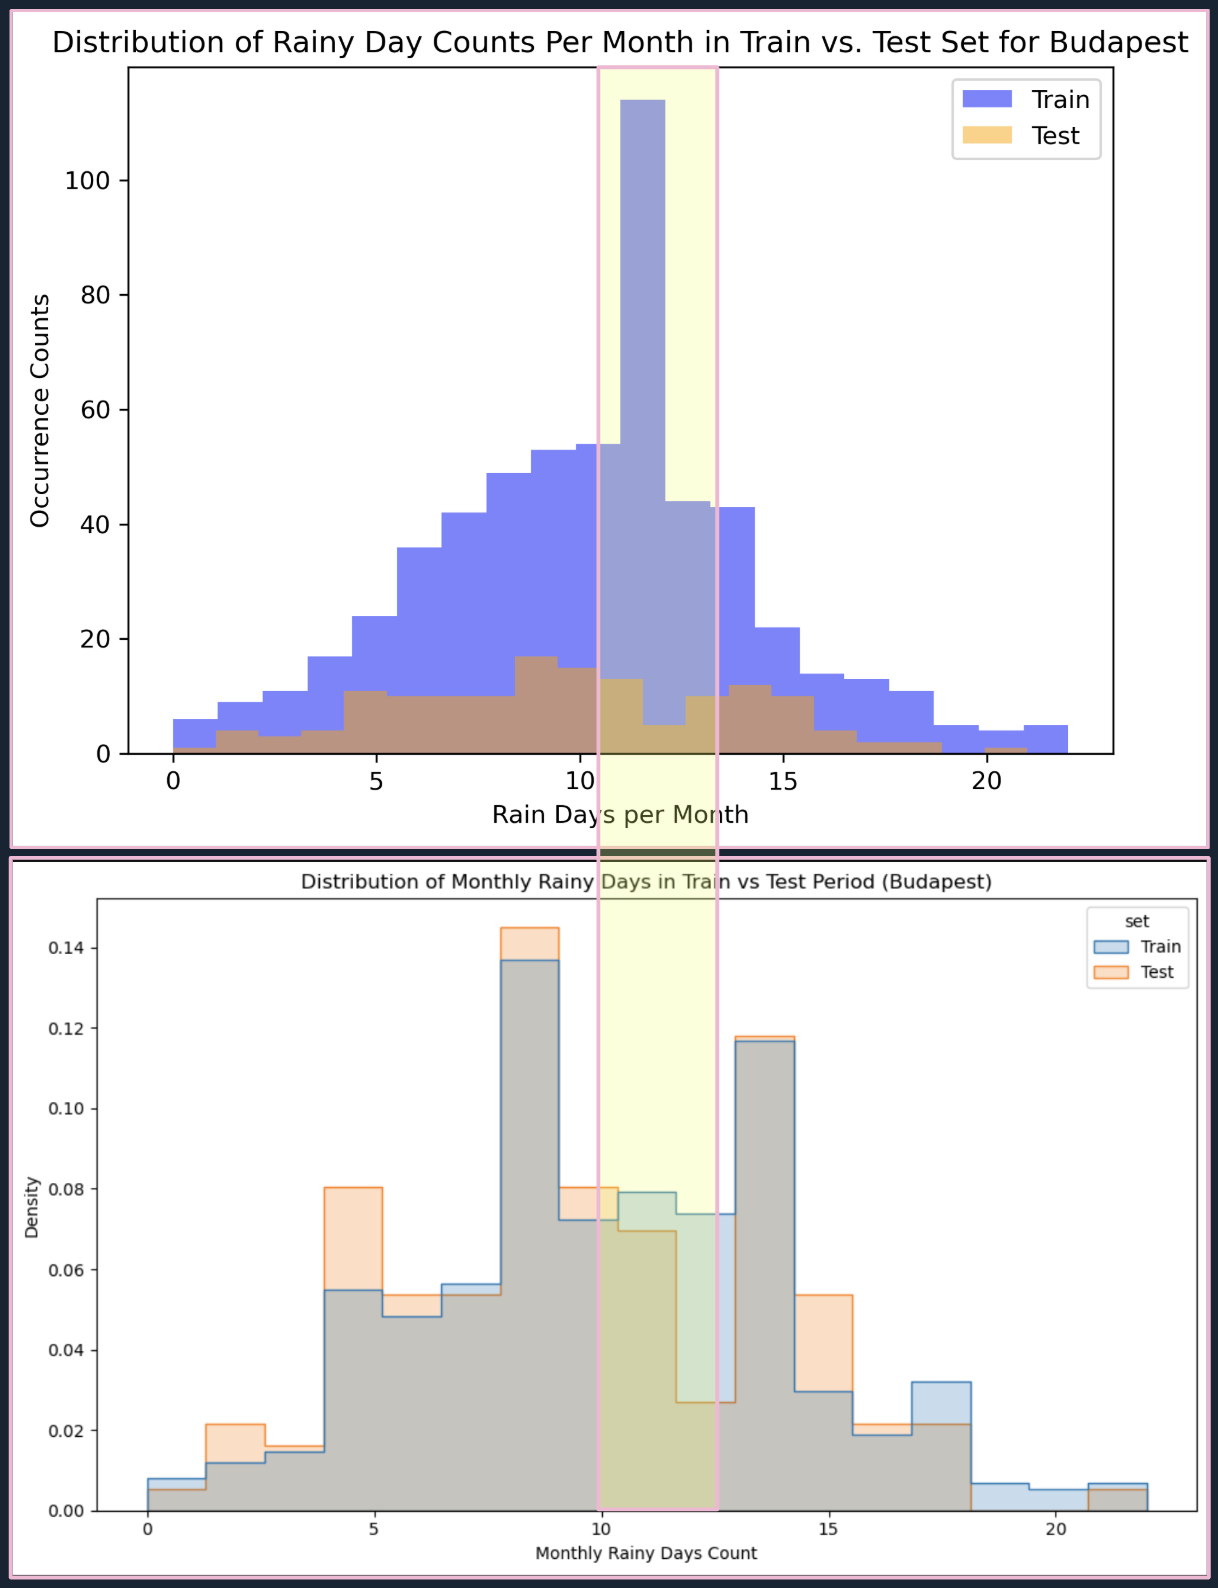 Distribution of Rainy Day Counts Per Month in Train vs. Test Set for Budapest
Train
Test
100
80
60
40
20
0
Occurrence Counts
0 5 10 15 20
Rain Days per Month
Distribution of Monthly Rainy Days in Train vs Test Period (Budapest)
set
Train
Test
0.14
0.12
0.10
0.08
0.06
0.04
0.02
0.00
Density
0 5 10 15 20
Monthly Rainy Days Count